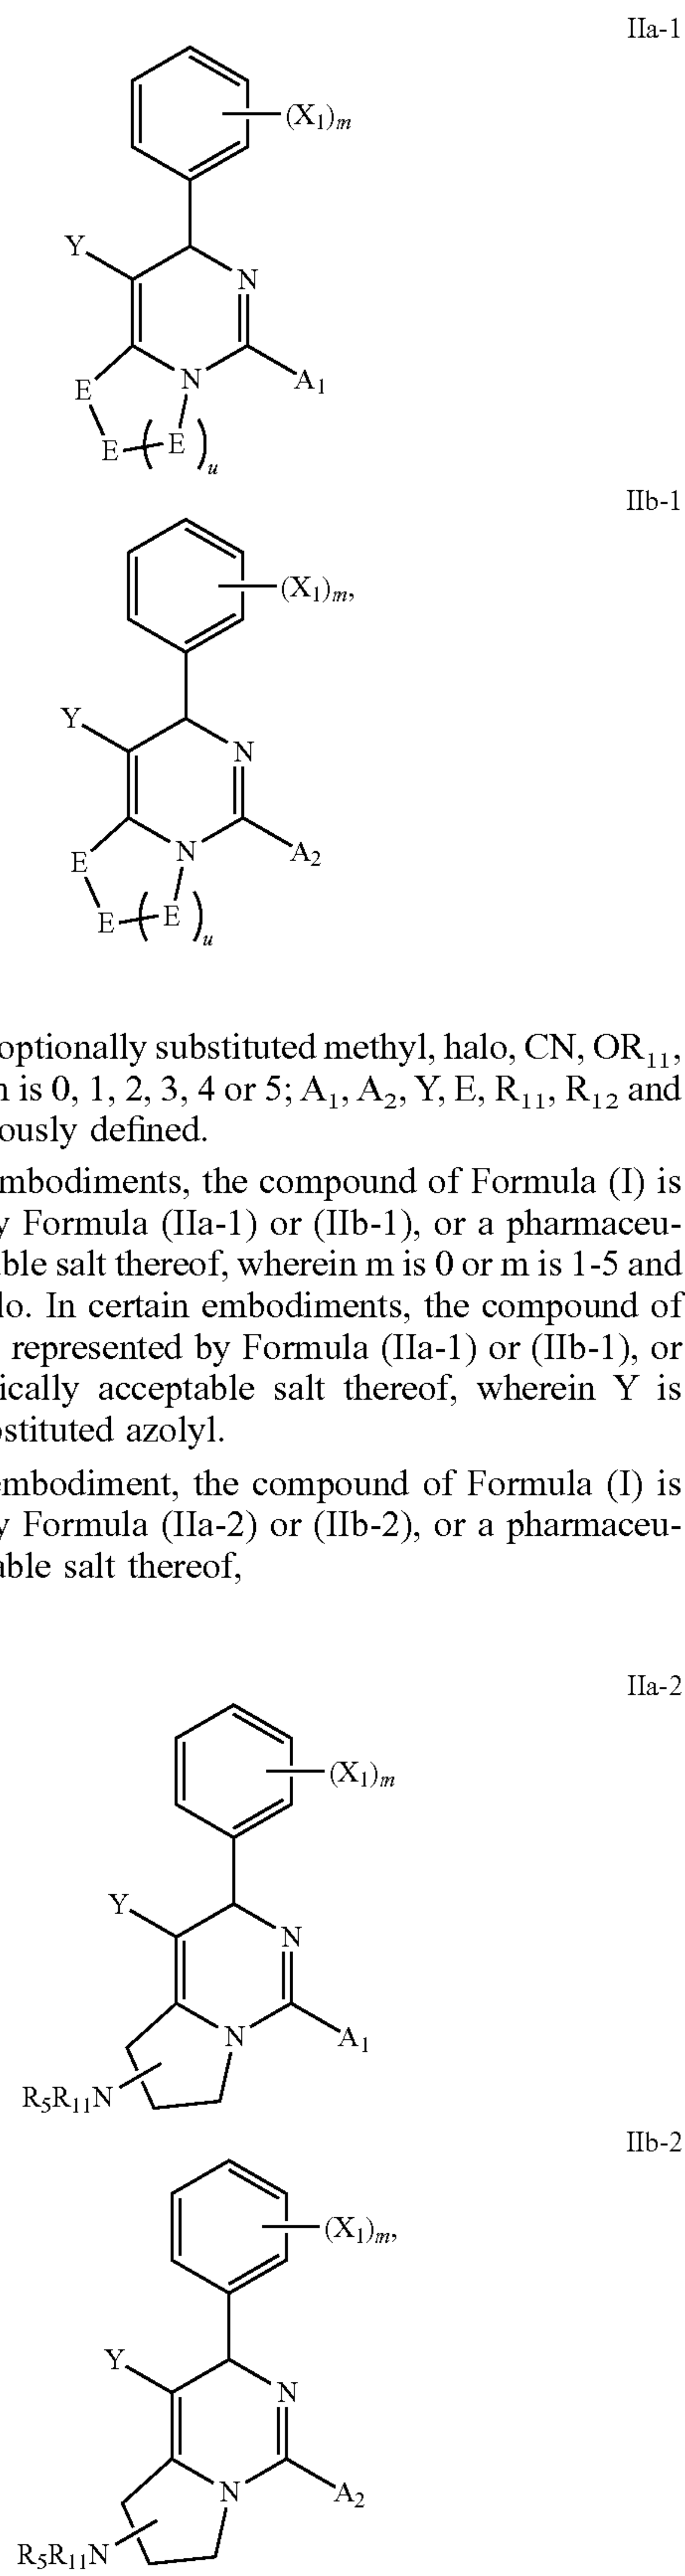 IIa-1
(X₁)ₘ
Y
N
E
N
A₁
E
(E)ᵤ
IIb-1
(X₁)ₘ,
Y
N
E
N
A₂
E
(E)ᵤ
optionally substituted methyl, halo, CN, OR₁₁,
is 0, 1, 2, 3, 4 or 5; A₁, A₂, Y, E, R₁₁, R₁₂ and
ously defined.
mbodiments, the compound of Formula (I) is
y Formula (IIa-1) or (IIb-1), or a pharmaceu-
ble salt thereof, wherein m is 0 or m is 1-5 and
lo. In certain embodiments, the compound of
represented by Formula (IIa-1) or (IIb-1), or
ically acceptable salt thereof, wherein Y is
stituted azolyl.
embodiment, the compound of Formula (I) is
y Formula (IIa-2) or (IIb-2), or a pharmaceu-
able salt thereof,
IIa-2
(X₁)ₘ
Y
N
N
A₁
R₅R₁₁N
IIb-2
(X₁)ₘ,
Y
N
N
A₂
R₅R₁₁N